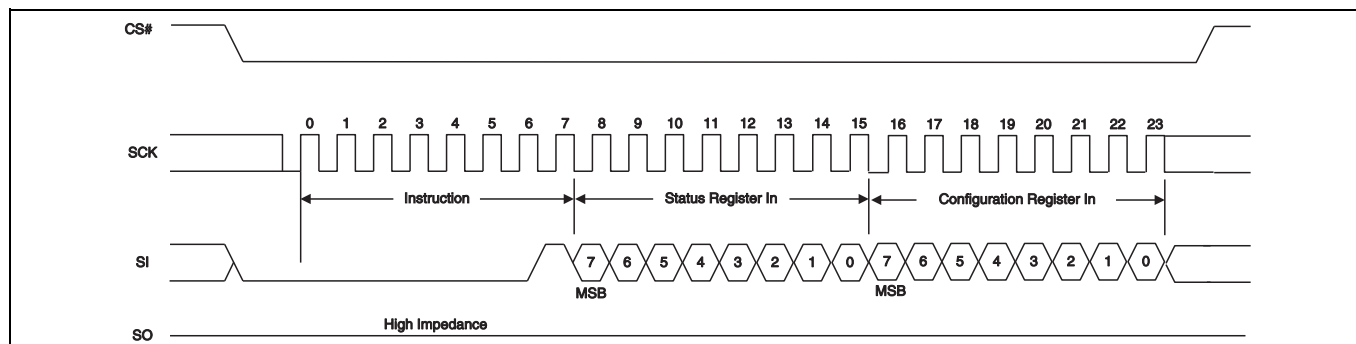 CS#
0 1 2 3 4 5 6 7 8 9 10 11 12 13 14 15 16 17 18 19 20 21 22 23
SCK
Instruction Status Register In Configuration Register In
SI 7 6 5 4 3 2 1 0 7 6 5 4 3 2 1 0
MSB MSB
High Impedance
SO